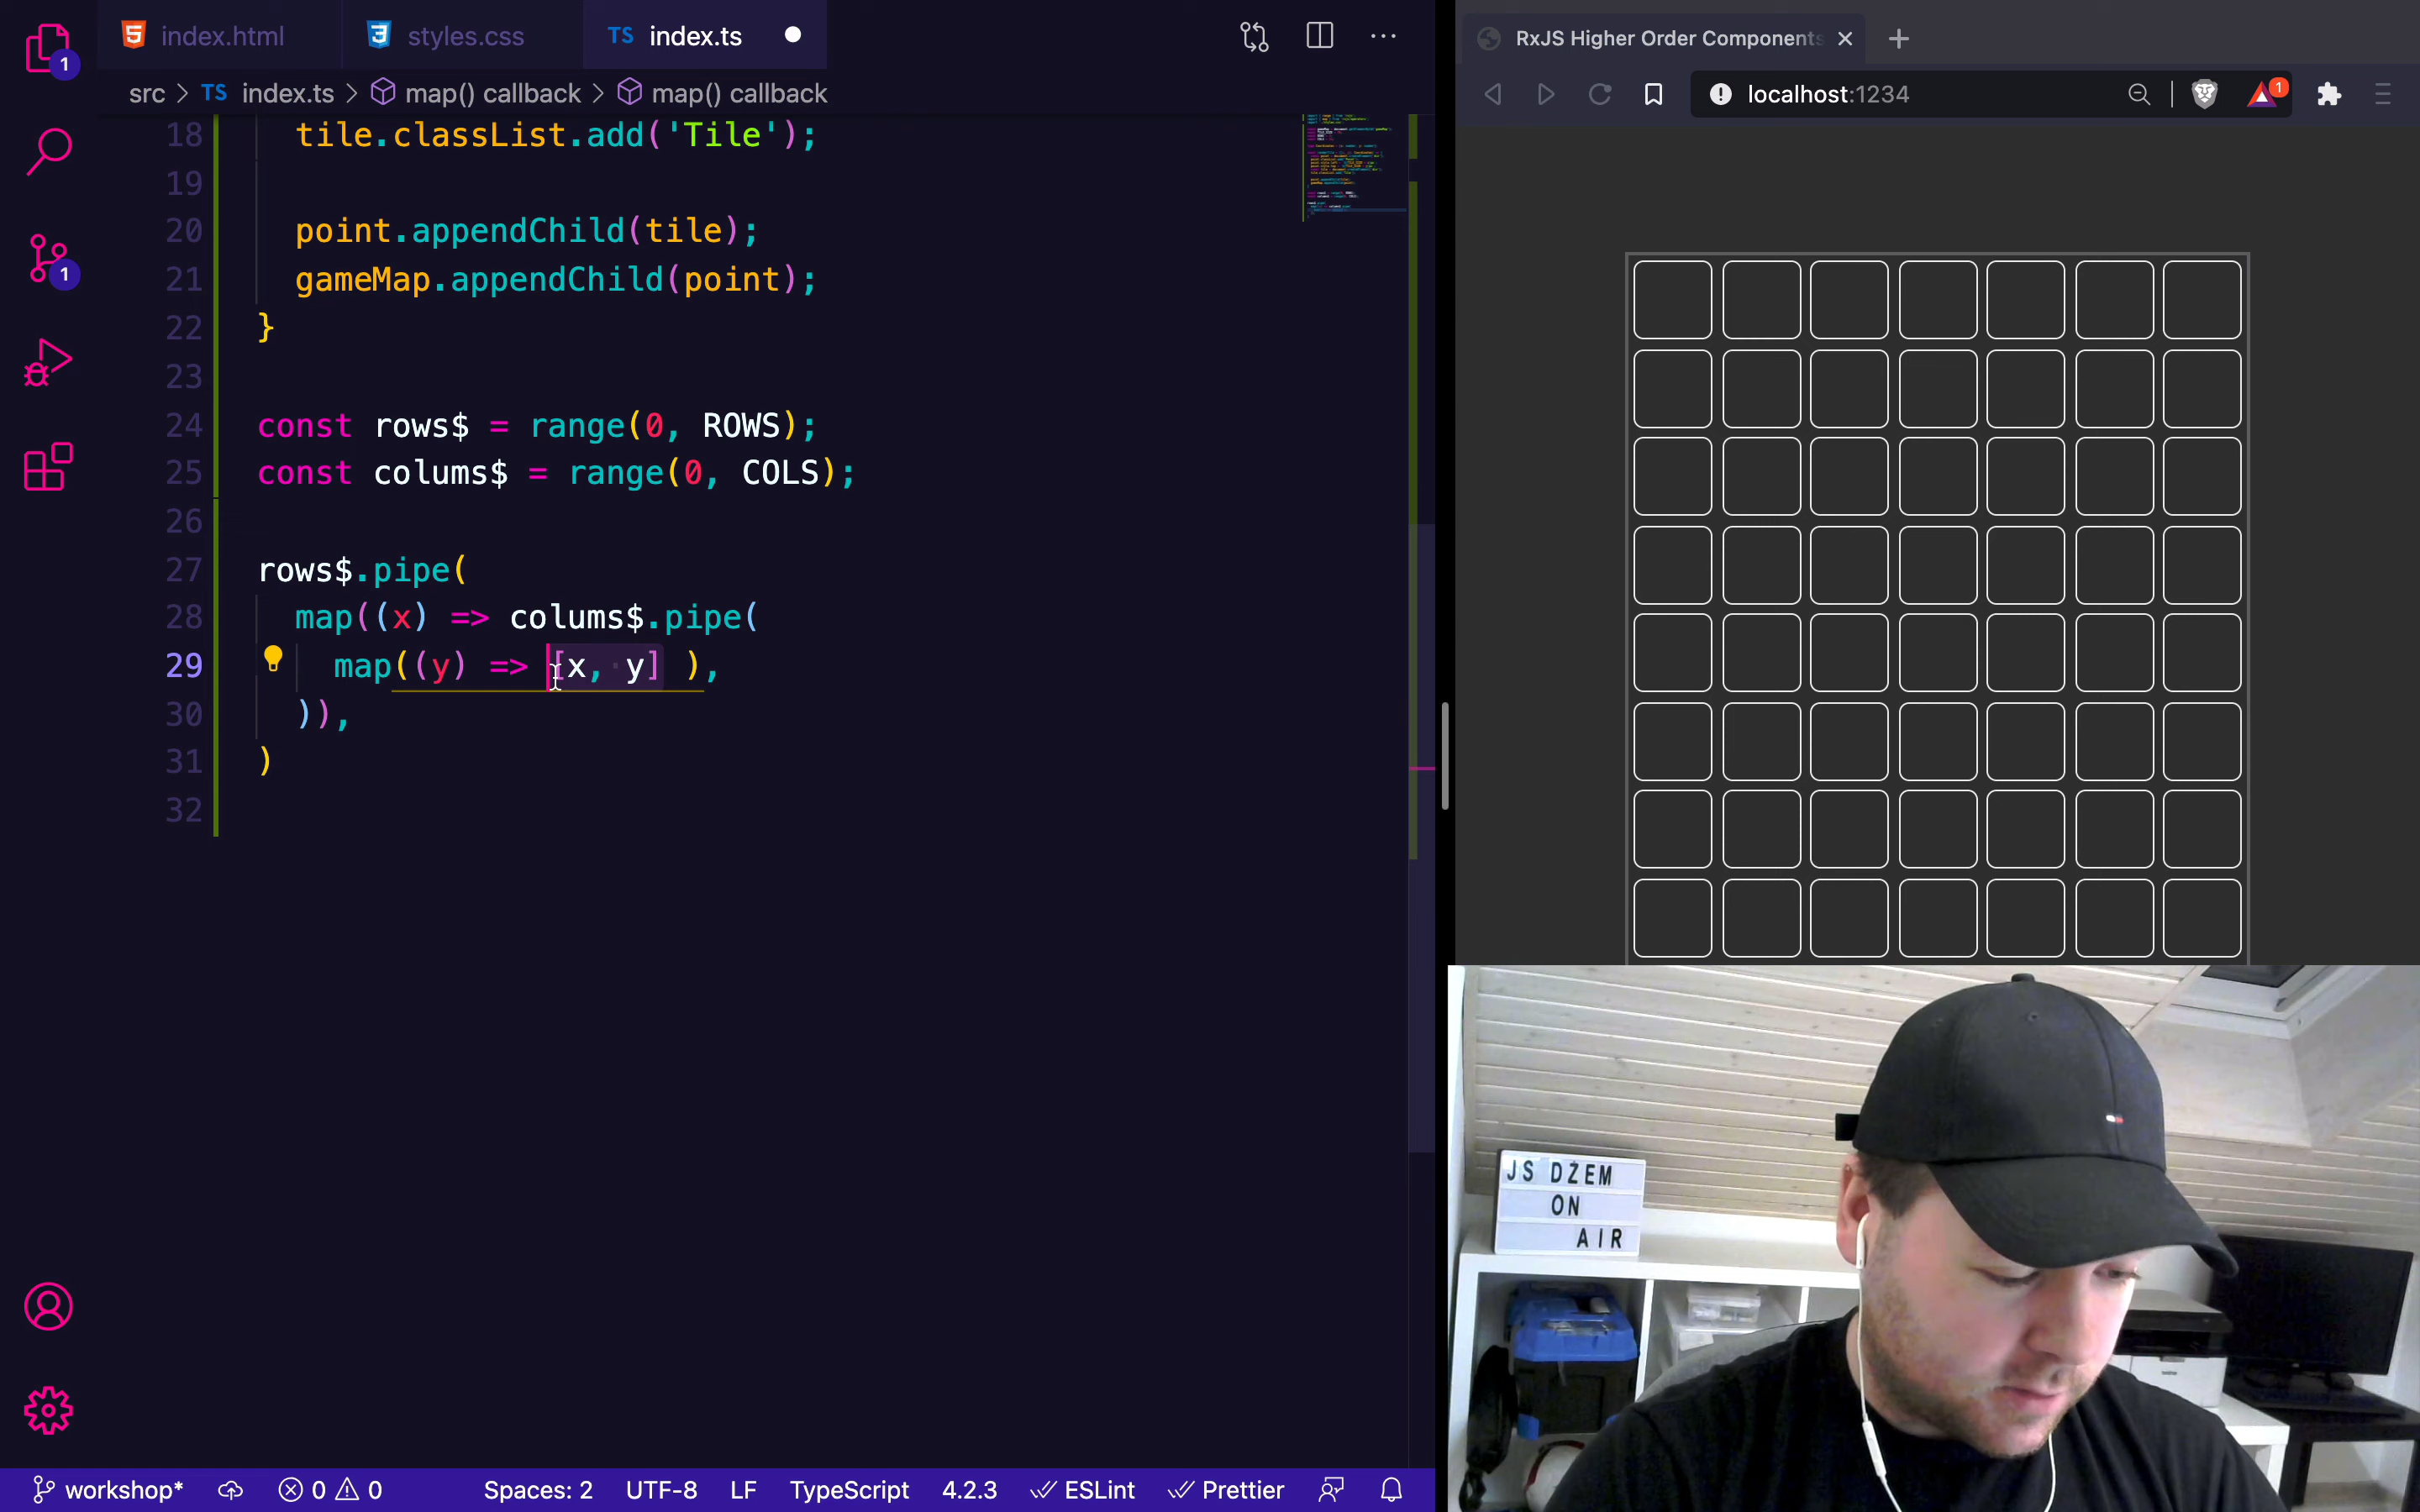 index.html
styles.css
TS index.ts
src > TS index.ts > map() callback > map() callback
18 tile.classList.add('Tile');
19
20 point.appendChild(tile);
21 gameMap.appendChild(point);
22 }
23
24 const rows$ = range(0, ROWS);
25 const colums$ = range(0, COLS);
26
27 rows$.pipe(
28 map((x) => colums$.pipe(
29 map((y) => [x, y] ),
30 )),
31 )
32
1
1
workshop* 0 0 Spaces: 2 UTF-8 LF TypeScript 4.2.3 ESLint Prettier
RxJS Higher Order Components
localhost:1234
1
JS DŻEM
ON
AIR